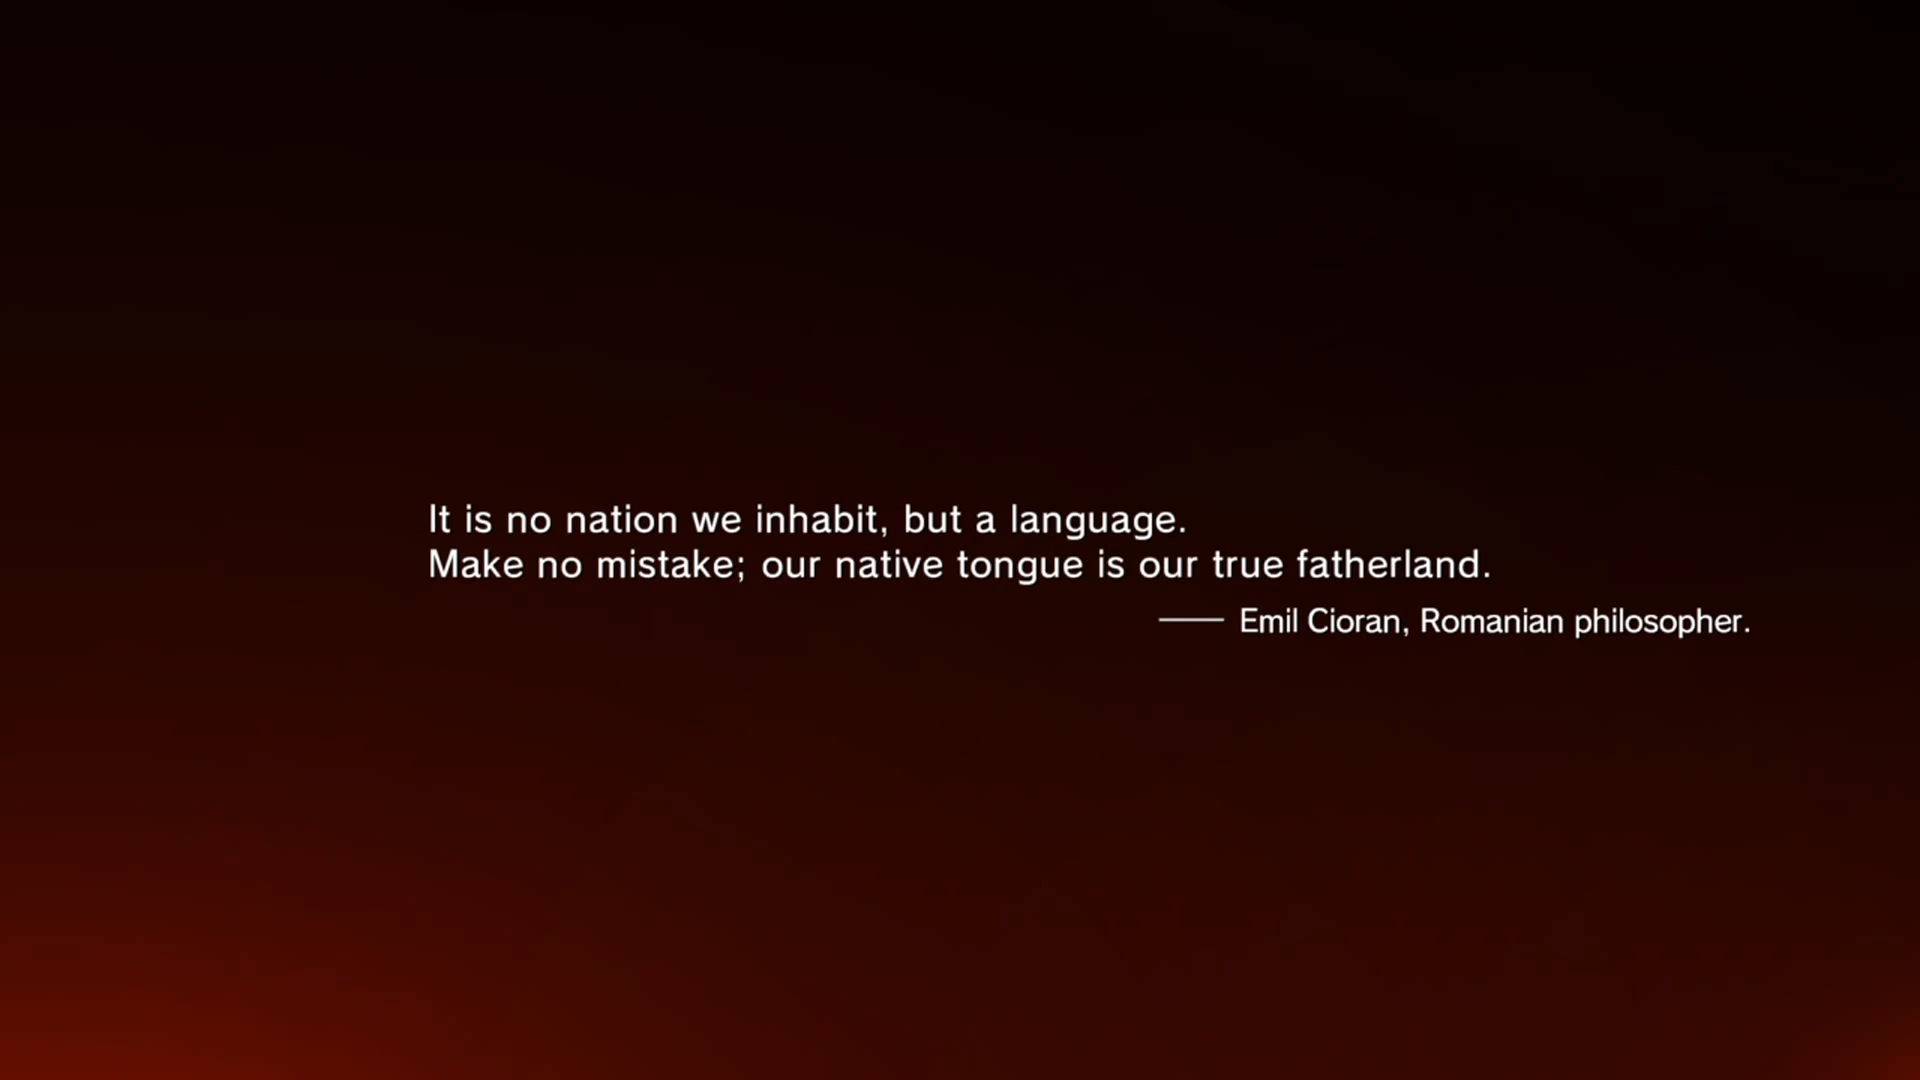 It is no nation we inhabit, but a language.
Make no mistake; our native tongue is our true fatherland.
—— Emil Cioran, Romanian philosopher.